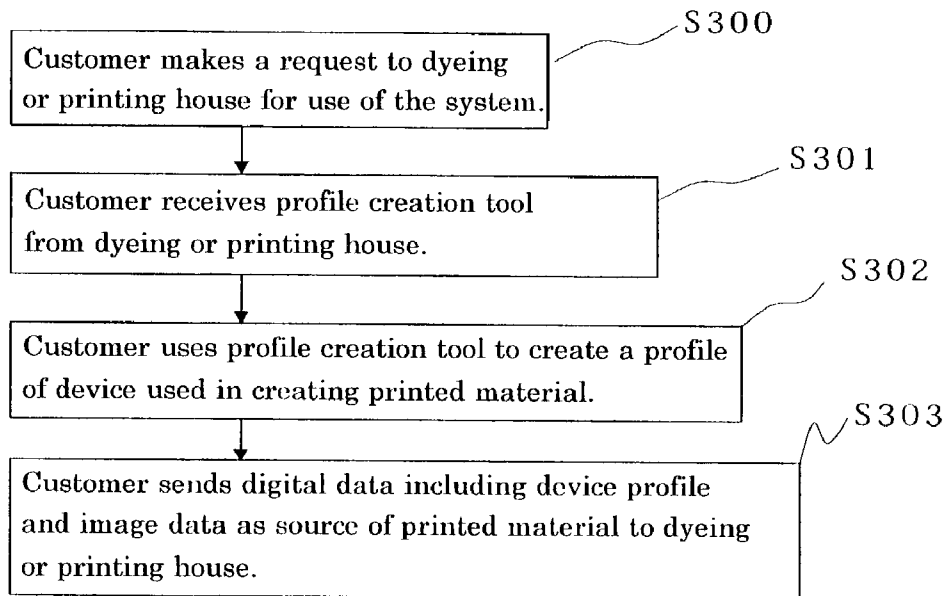 S300
Customer makes a request to dyeing
or printing house for use of the system.
S301
Customer receives profile creation tool
from dyeing or printing house.
S302
Customer uses profile creation tool to create a profile
of device used in creating printed material.
S303
Customer sends digital data including device profile
and image data as source of printed material to dyeing
or printing house.